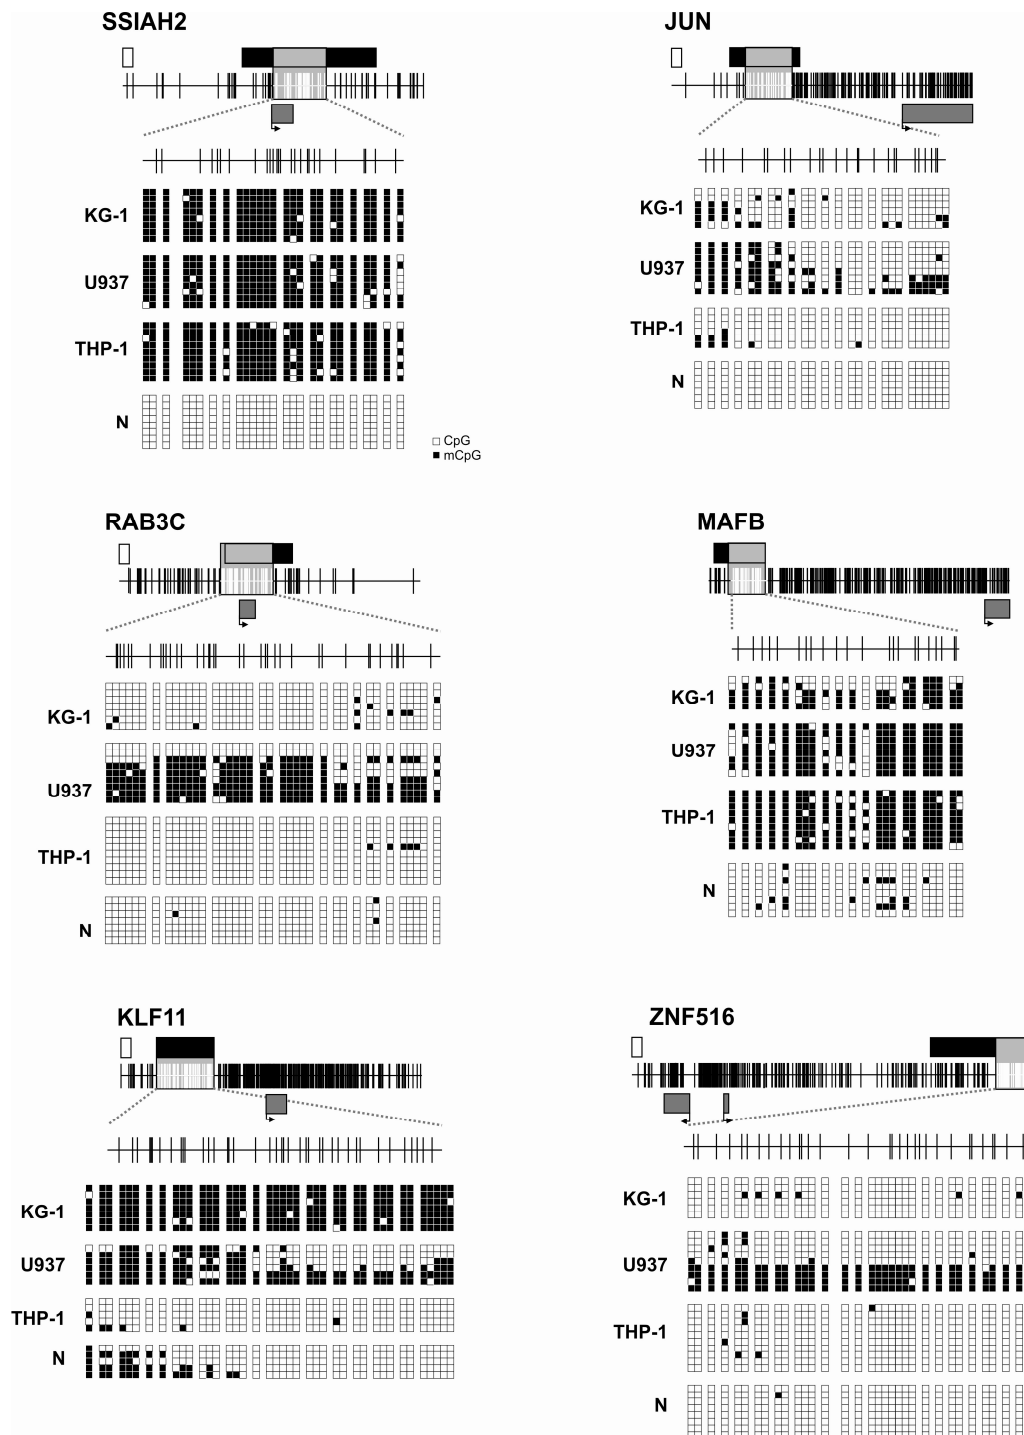 SSIAH2
KG-1
U937
THP-1
N
CpG
mCpG
JUN
KG-1
U937
THP-1
N
RAB3C
KG-1
U937
THP-1
N
MAFB
KG-1
U937
THP-1
N
KLF11
KG-1
U937
THP-1
N
ZNF516
KG-1
U937
THP-1
N